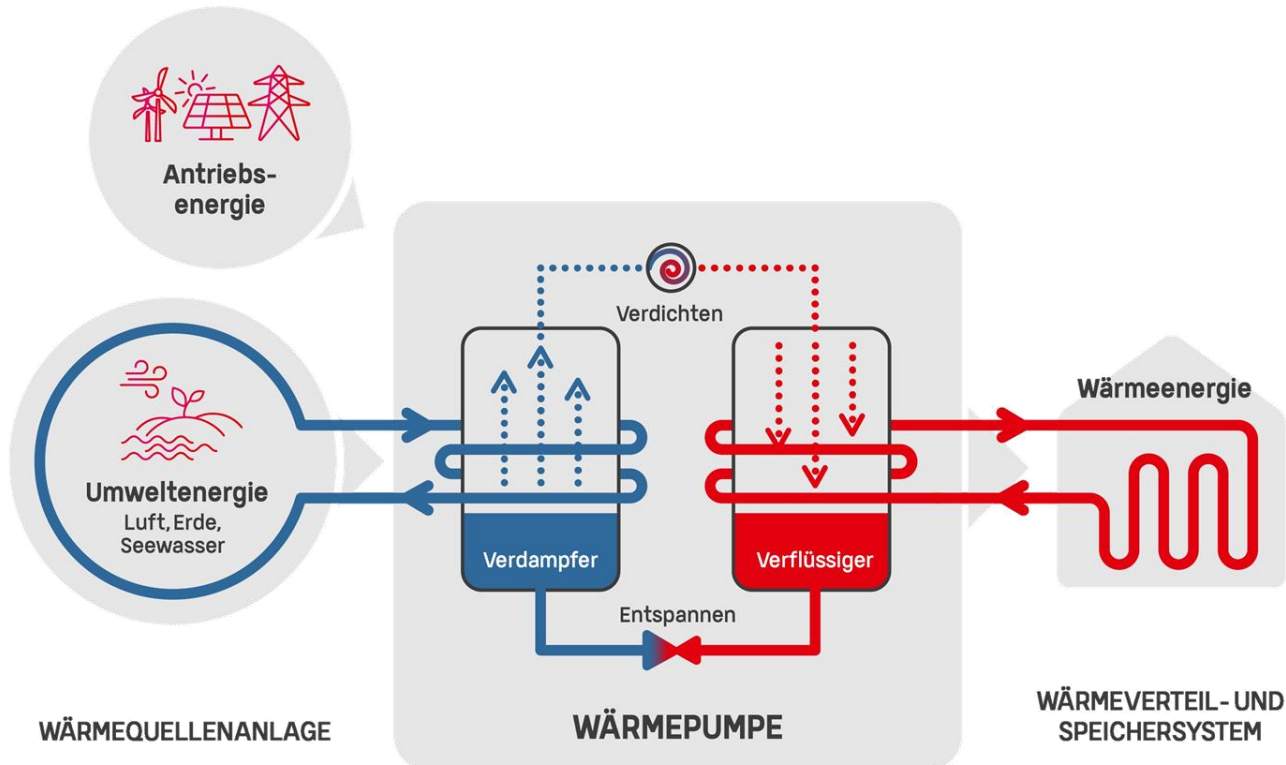 Antriebs-
energie
Verdichten
Wärmeenergie
Umweltenergie
Luft, Erde,
Seewasser
Verdampfer
Verflüssiger
Entspannen
WÄRMEQUELLENANLAGE
WÄRMEPUMPE
WÄRMEVERTEIL- UND
SPEICHERSYSTEM